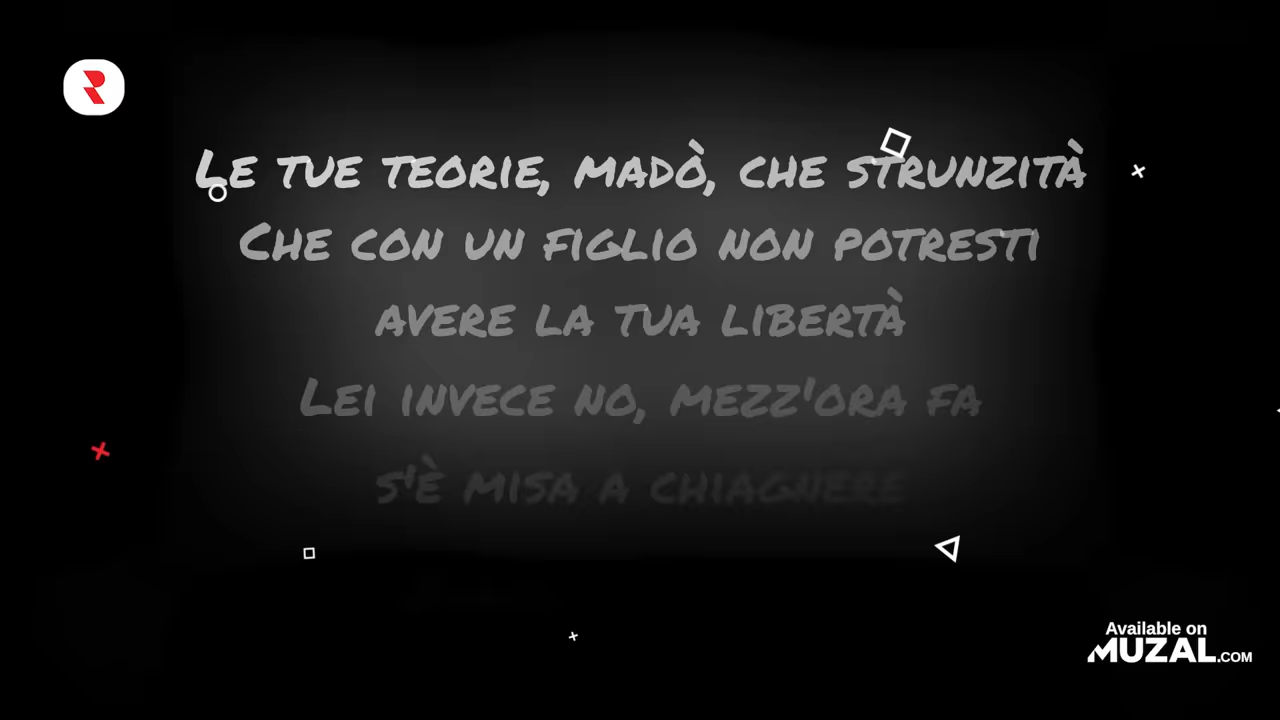 Le tue teorie, madò, che strunzità
Che con un figlio non potresti
avere la tua libertà
Lei invece no, mezz'ora fa
s'è misa a chiagnere
Available on
MUZAL.COM